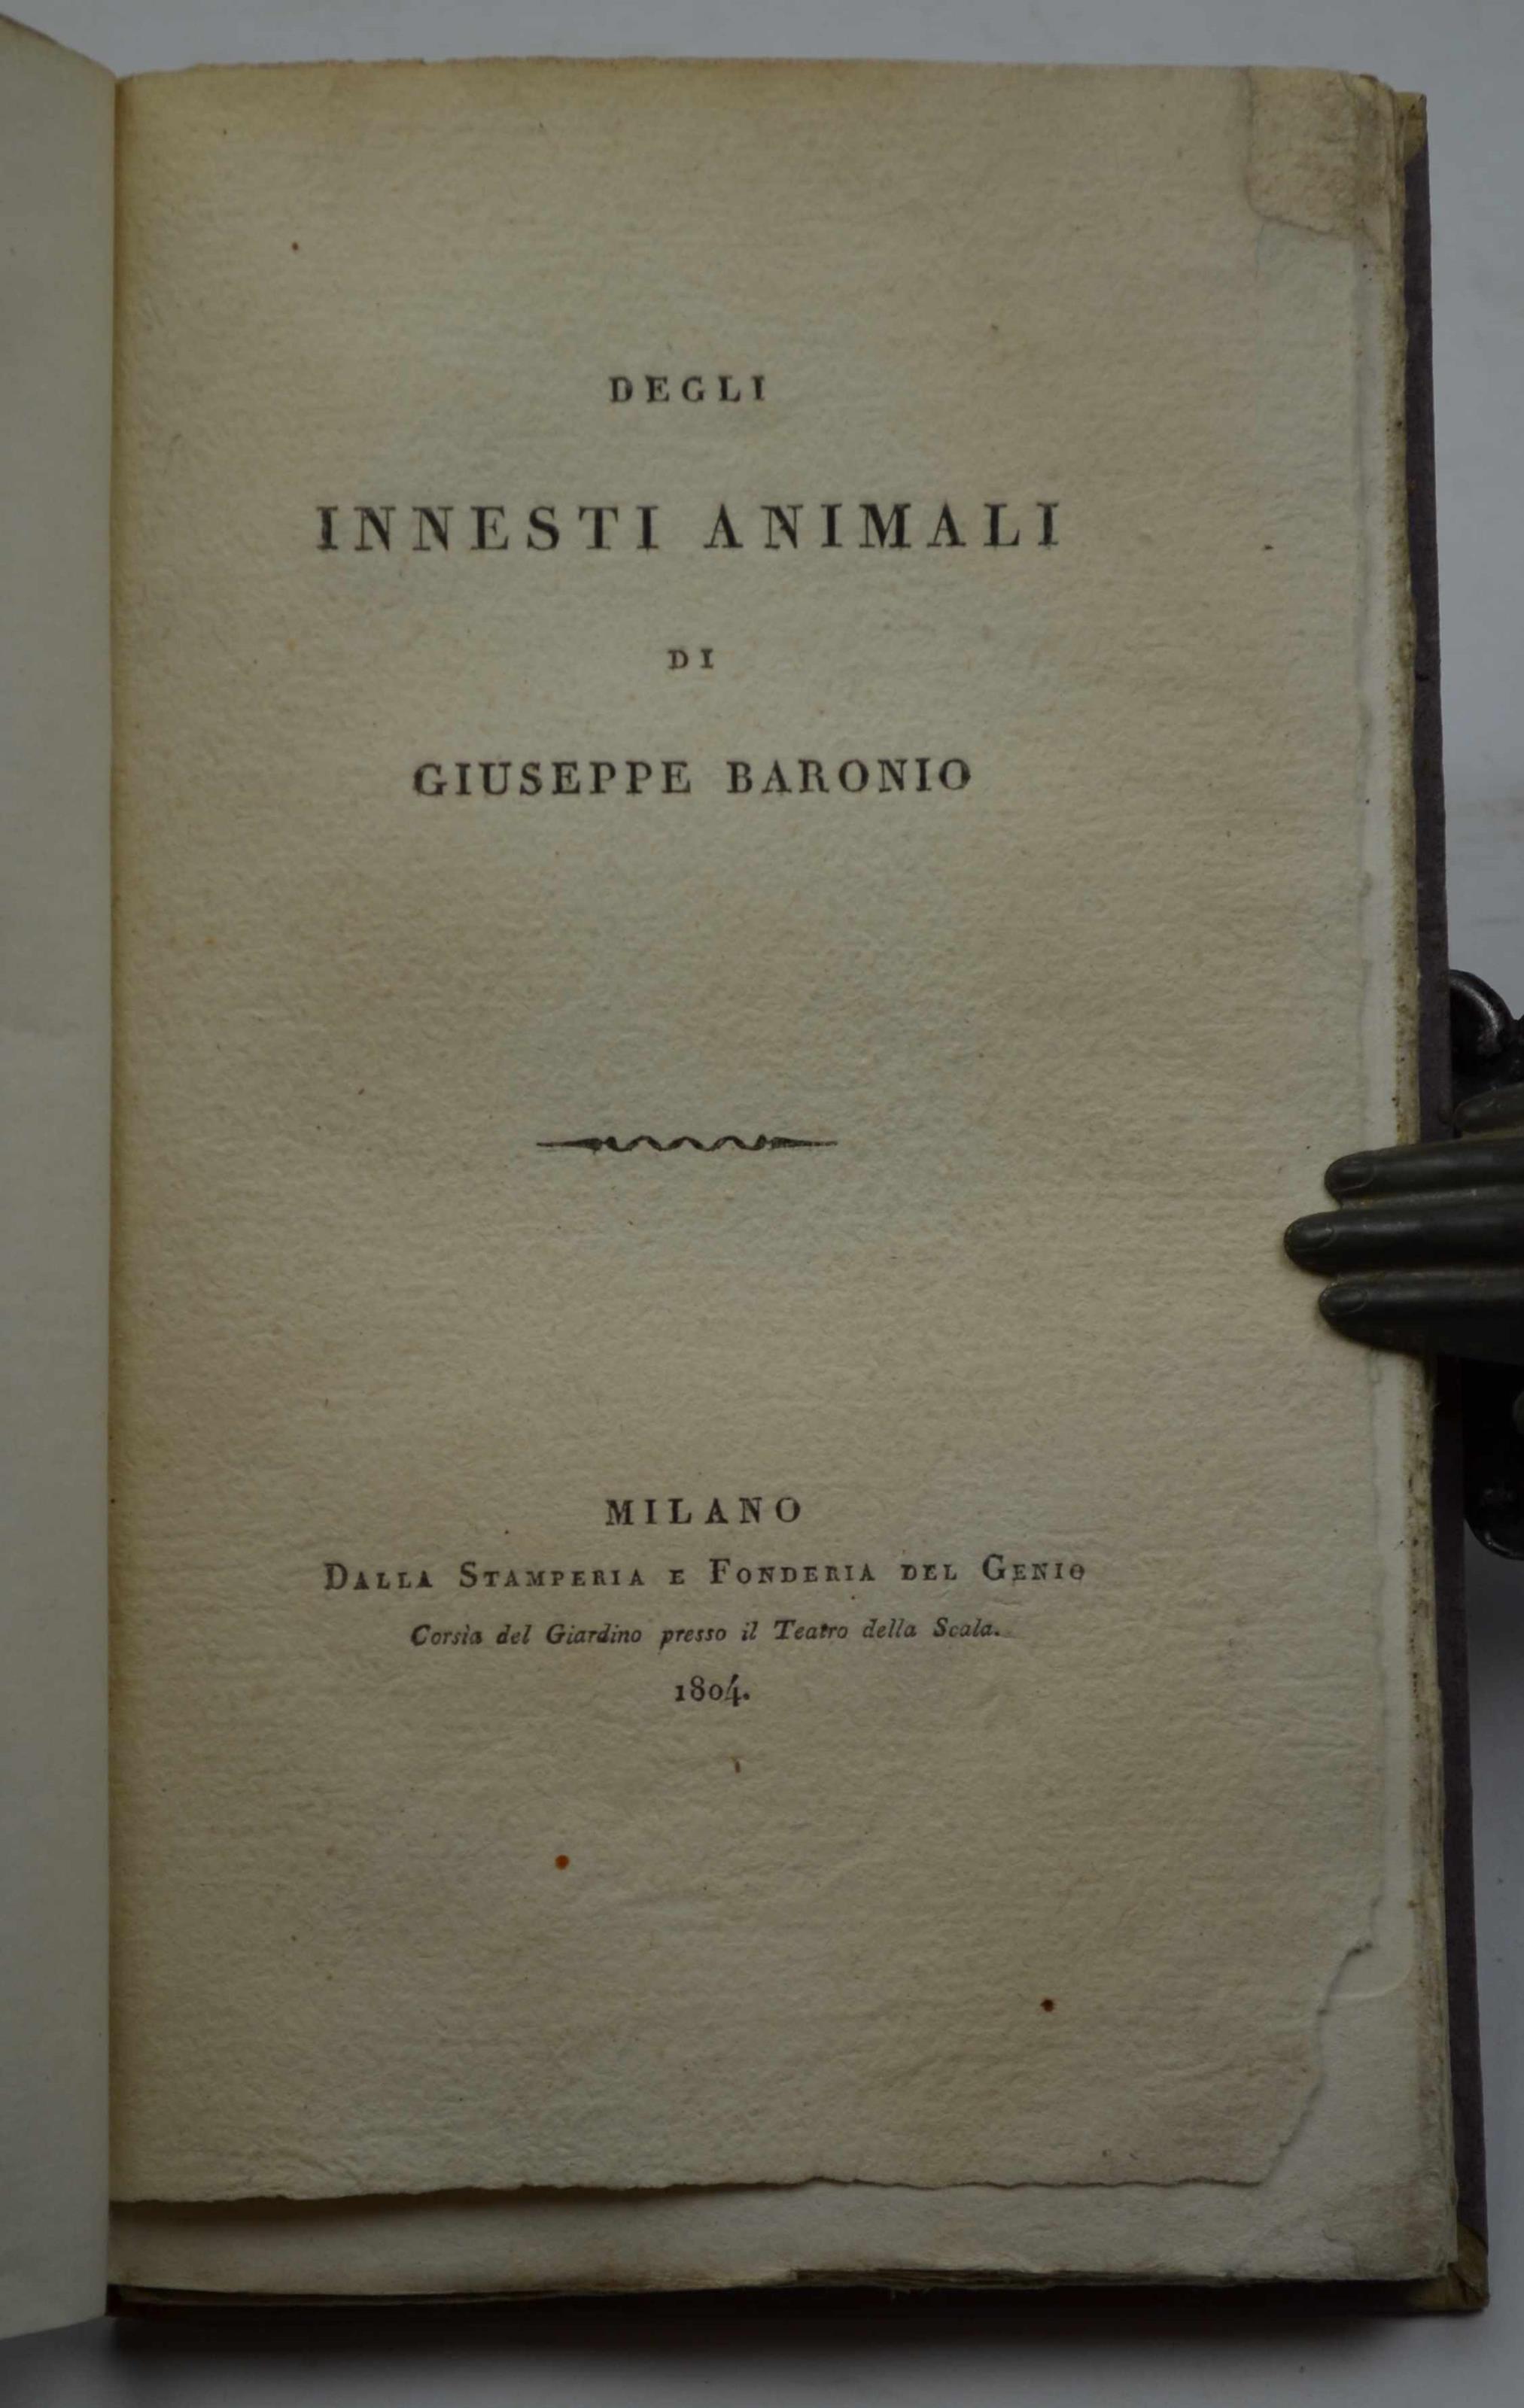 DEGLI
INNESTI ANIMALI
DI
GIUSEPPE BARONIO
MILANO
DALLA STAMPERIA E FONDERIA DEL GENIO
Corsìa del Giardino presso il Teatro della Scala.
1804.